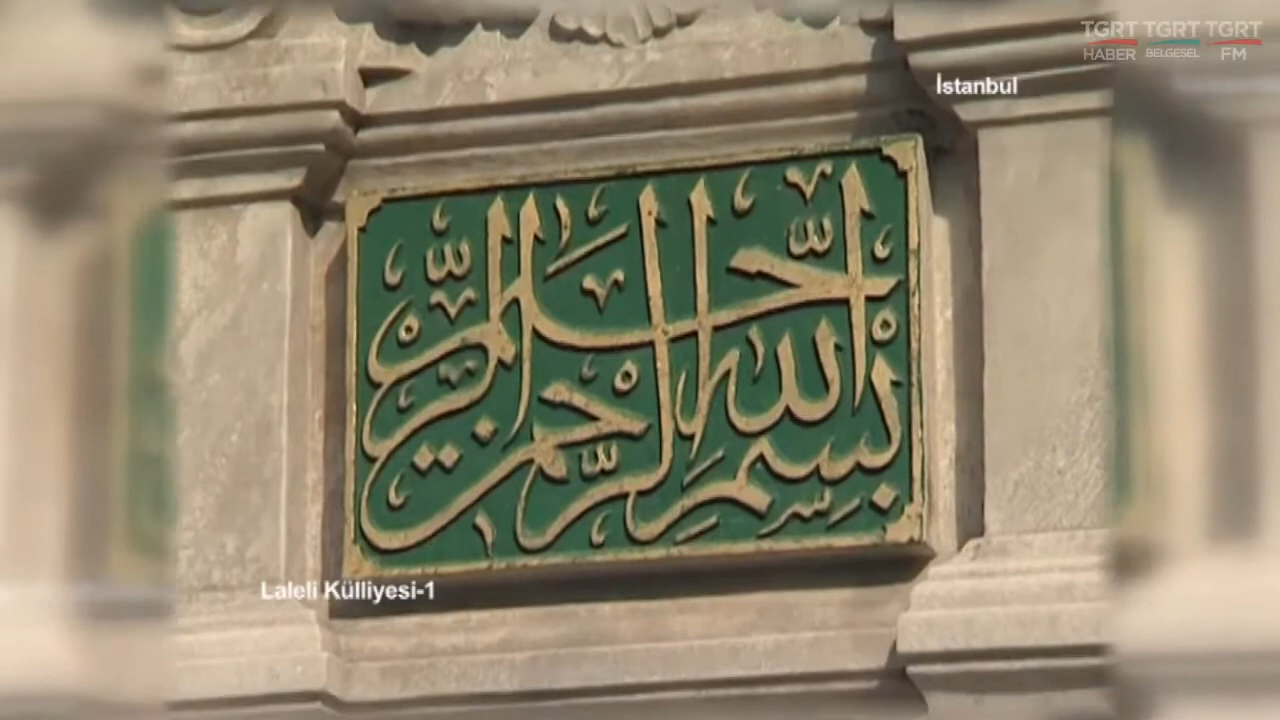 TGRT TGRT TGRT
HABER BELGESEL FM
İstanbul
بسم الله الرحمن الرحيم
Laleli Külliyesi-1